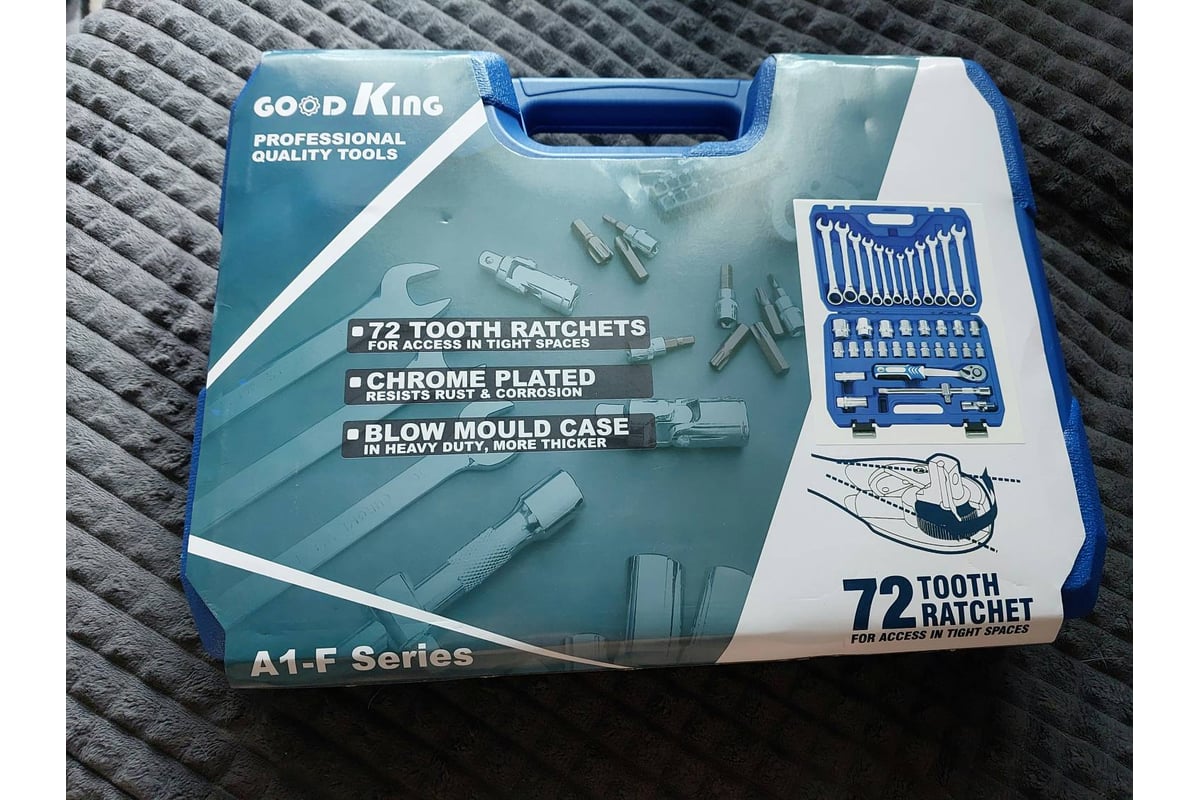 GOOD KING
PROFESSIONAL
QUALITY TOOLS
72 TOOTH RATCHETS
FOR ACCESS IN TIGHT SPACES
CHROME PLATED
RESISTS RUST & CORROSION
BLOW MOULD CASE
IN HEAVY DUTY, MORE THICKER
72 TOOTH
RATCHET
FOR ACCESS IN TIGHT SPACES
A1-F Series